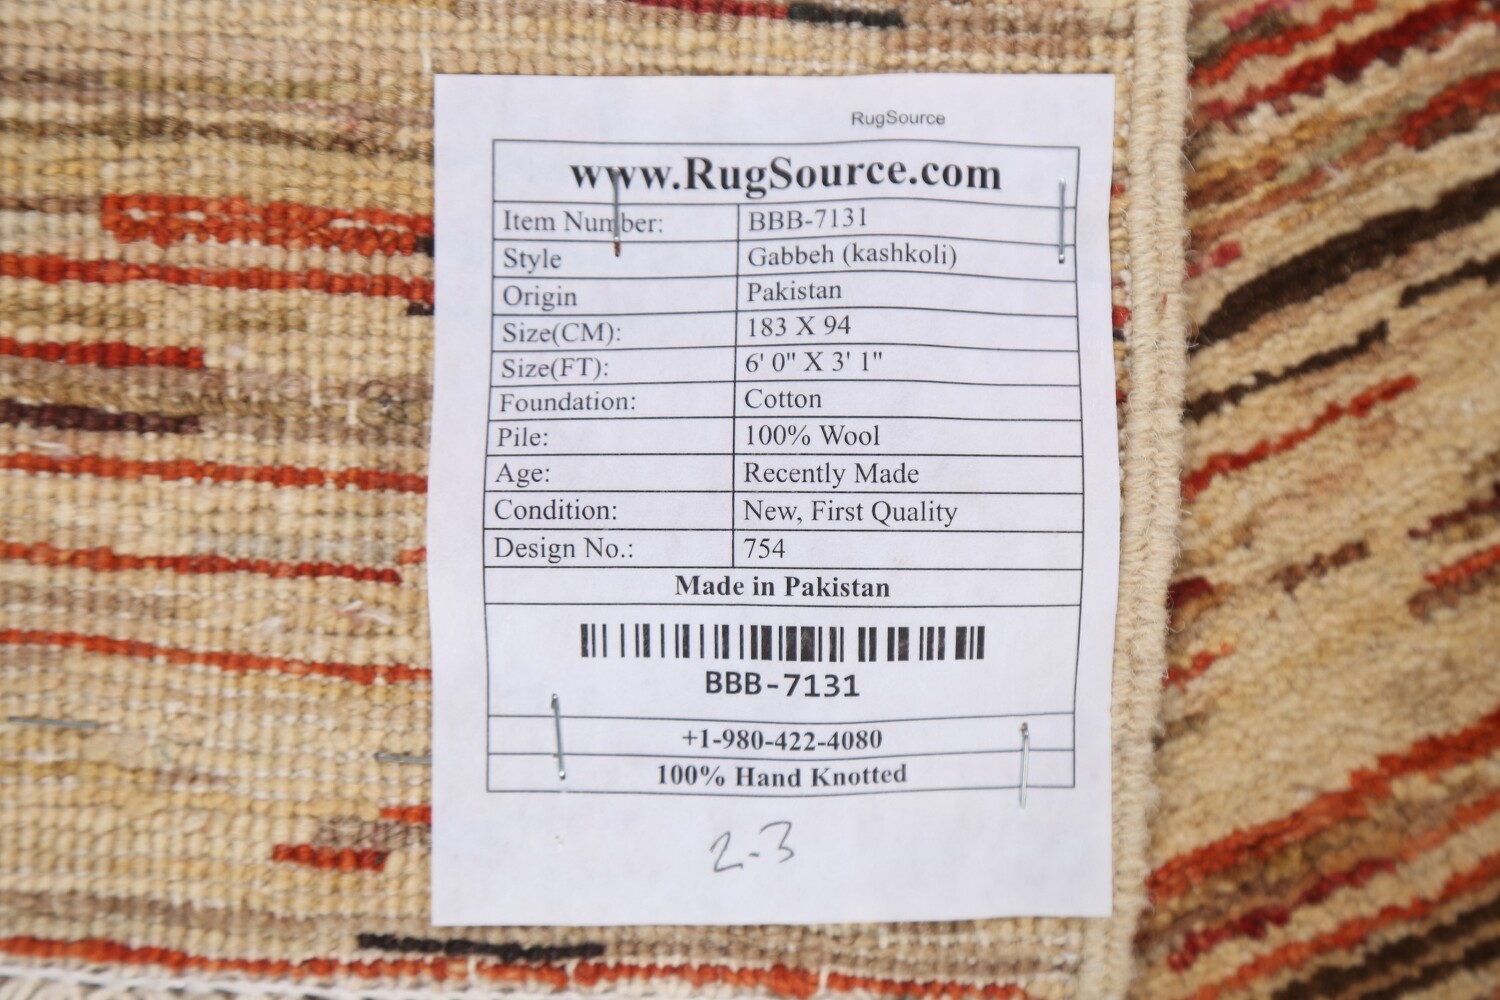 RugSource
www.RugSource.com
Item Number: BBB-7131
Style Gabbeh (kashkoli)
Origin Pakistan
Size(CM): 183 X 94
Size(FT): 6' 0" X 3' 1"
Foundation: Cotton
Pile: 100% Wool
Age: Recently Made
Condition: New, First Quality
Design No.: 754
Made in Pakistan
BBB-7131
+1-980-422-4080
100% Hand Knotted
2-3